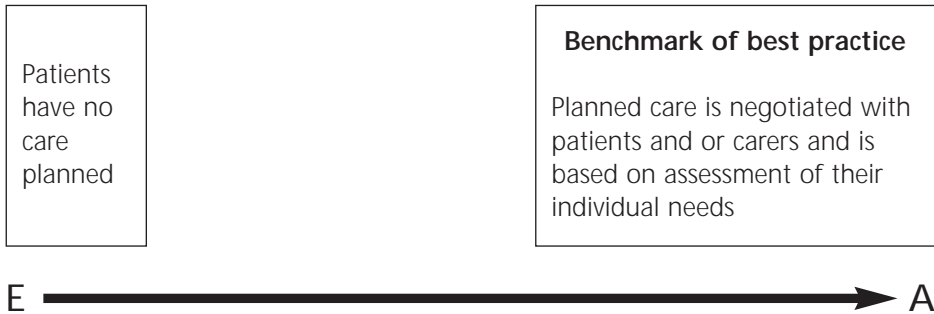 Patients
have no
care
planned
Benchmark of best practice
Planned care is negotiated with
patients and or carers and is
based on assessment of their
individual needs
E
A